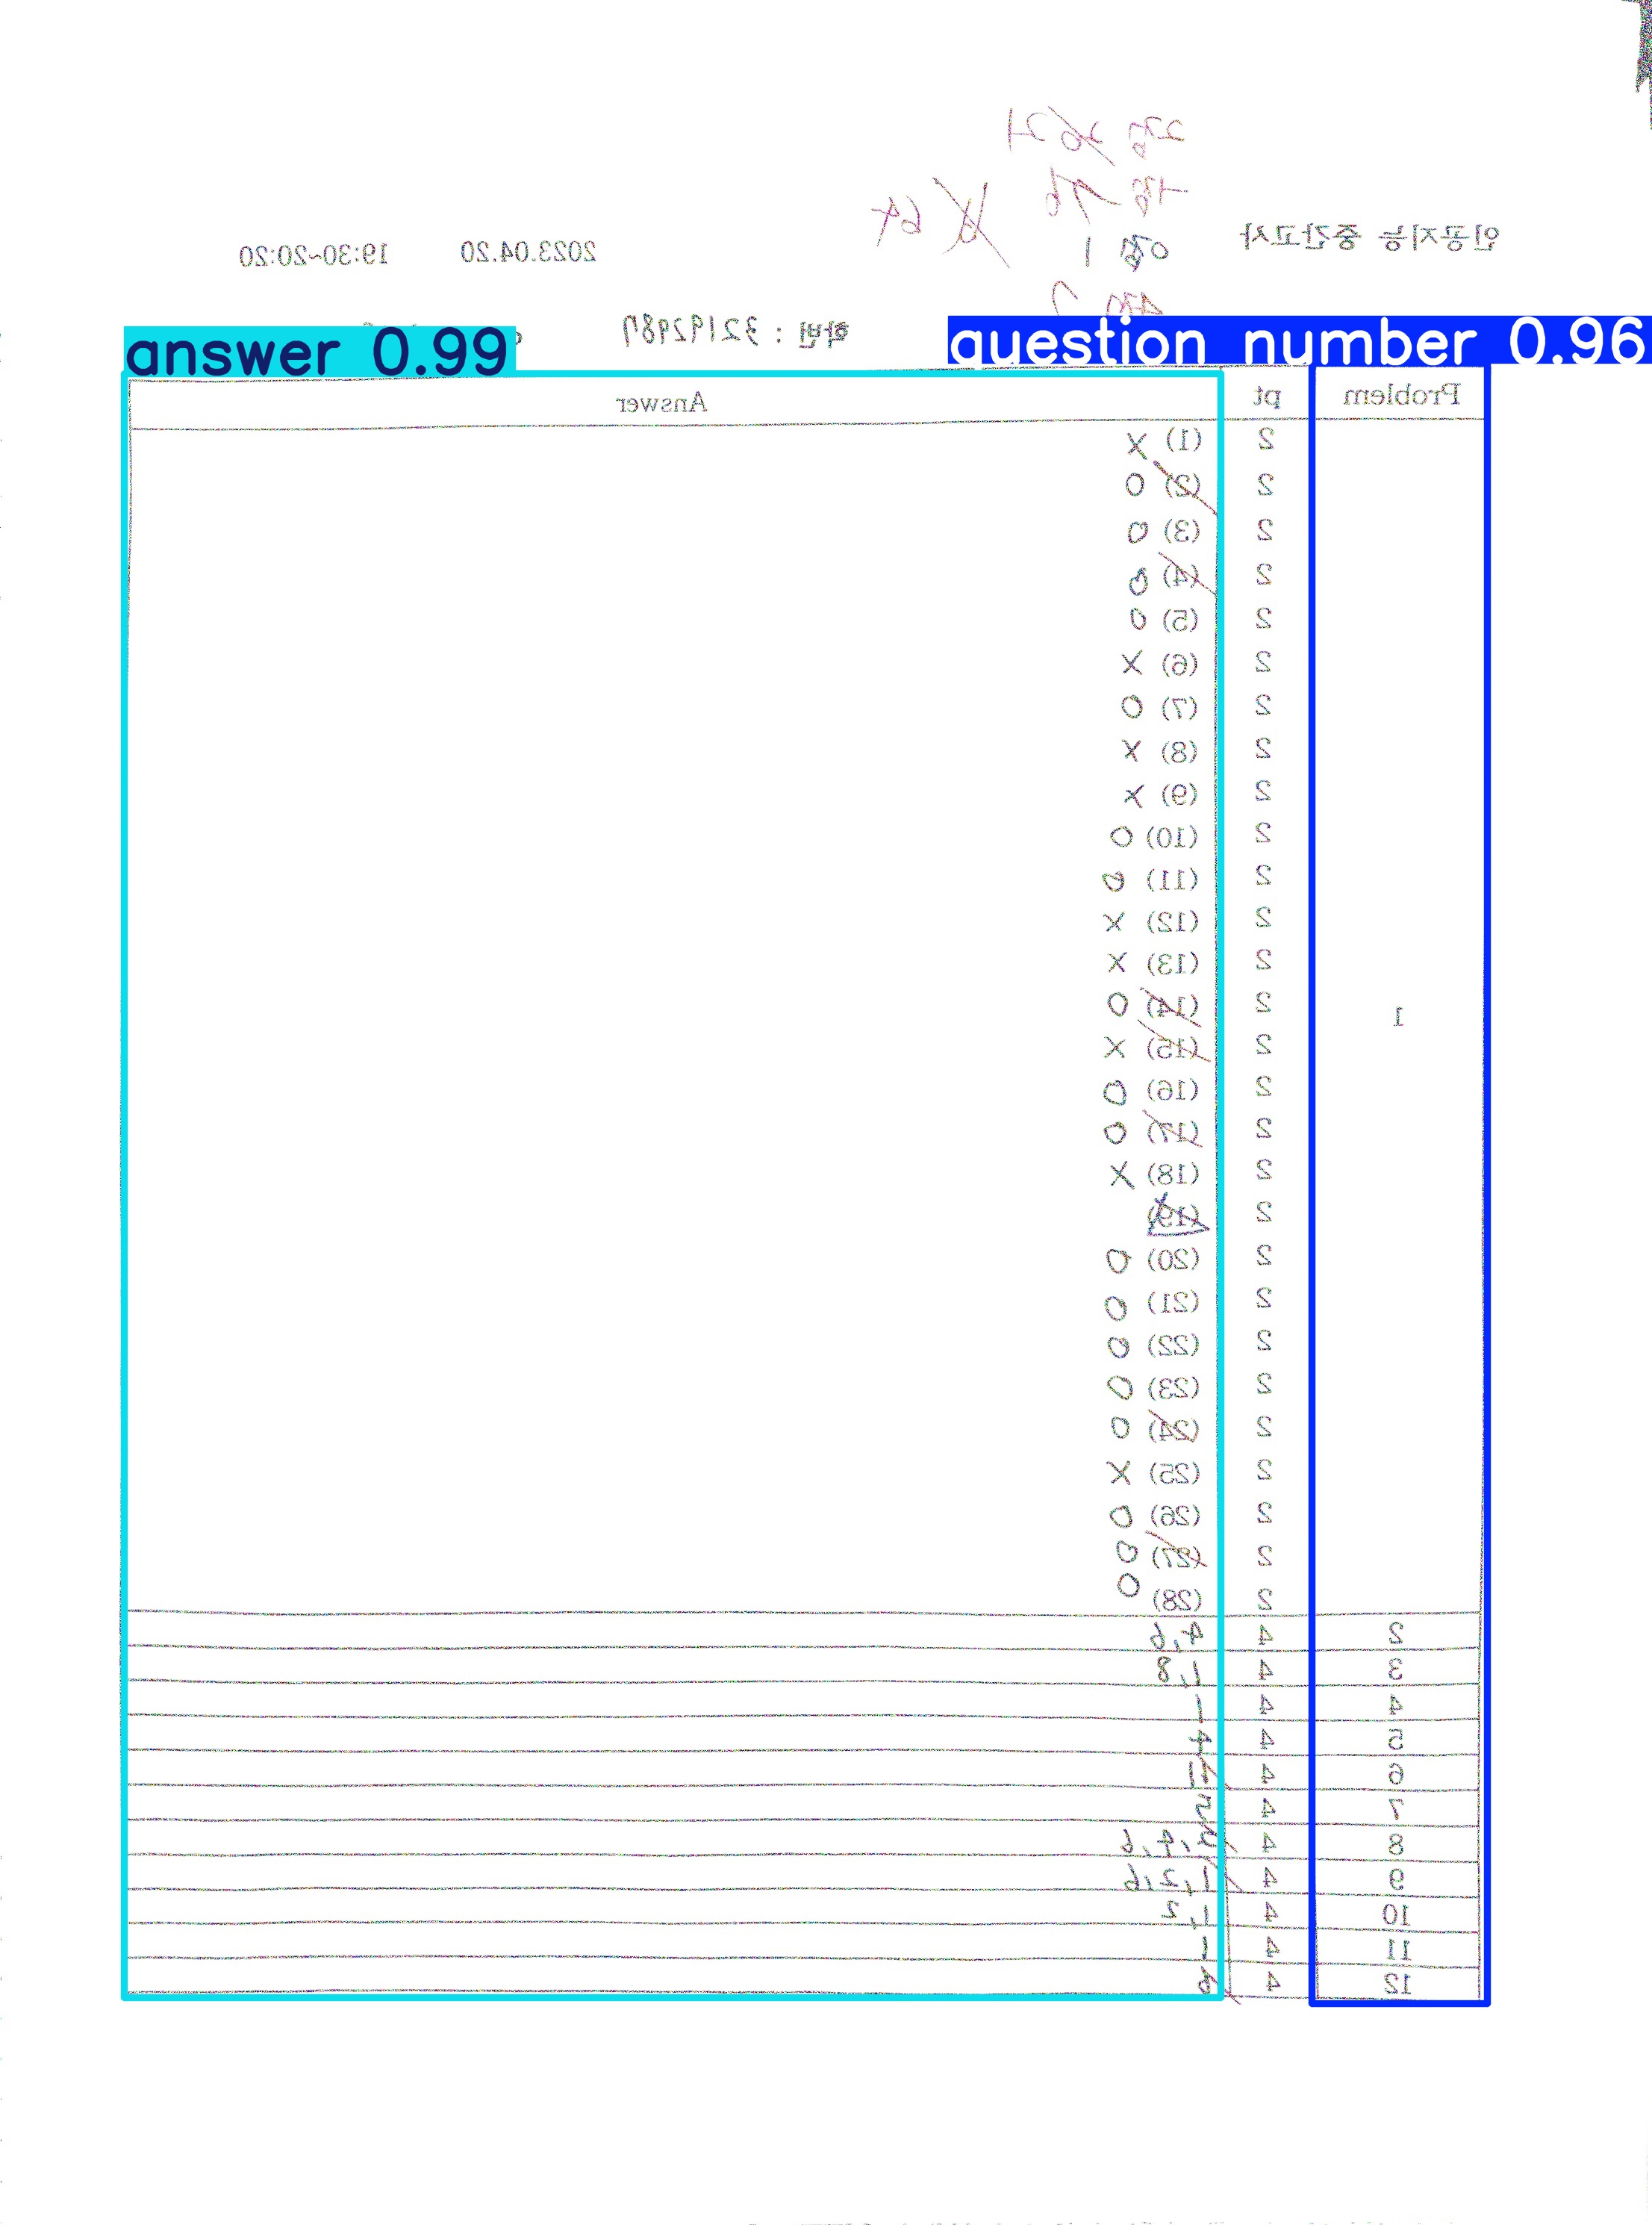 인공지능 중간고사 2023.04.20 19:30~20:20
학번 : 32192987
answer 0.99 question number 0.96
Problem pt Answer
1
2 (1) X
2 (2) O
2 (3) O
2 (4) O
2 (5) O
2 (6) X
2 (7) O
2 (8) X
2 (9) X
2 (10) O
2 (11) O
2 (12) X
2 (13) X
2 (14) O
2 (15) X
2 (16) O
2 (17) O
2 (18) X
2 (19)
2 (20) O
2 (21) O
2 (22) O
2 (23) O
2 (24) O
2 (25) X
2 (26) O
2 (27) O
2 (28) O
2 4 4,6
3 4 1,8
4 4 1
5 4 4
6 4
7 4 5
8 4
9 4 1,2,6
10 4 1,2
11 4 1
12 4 6